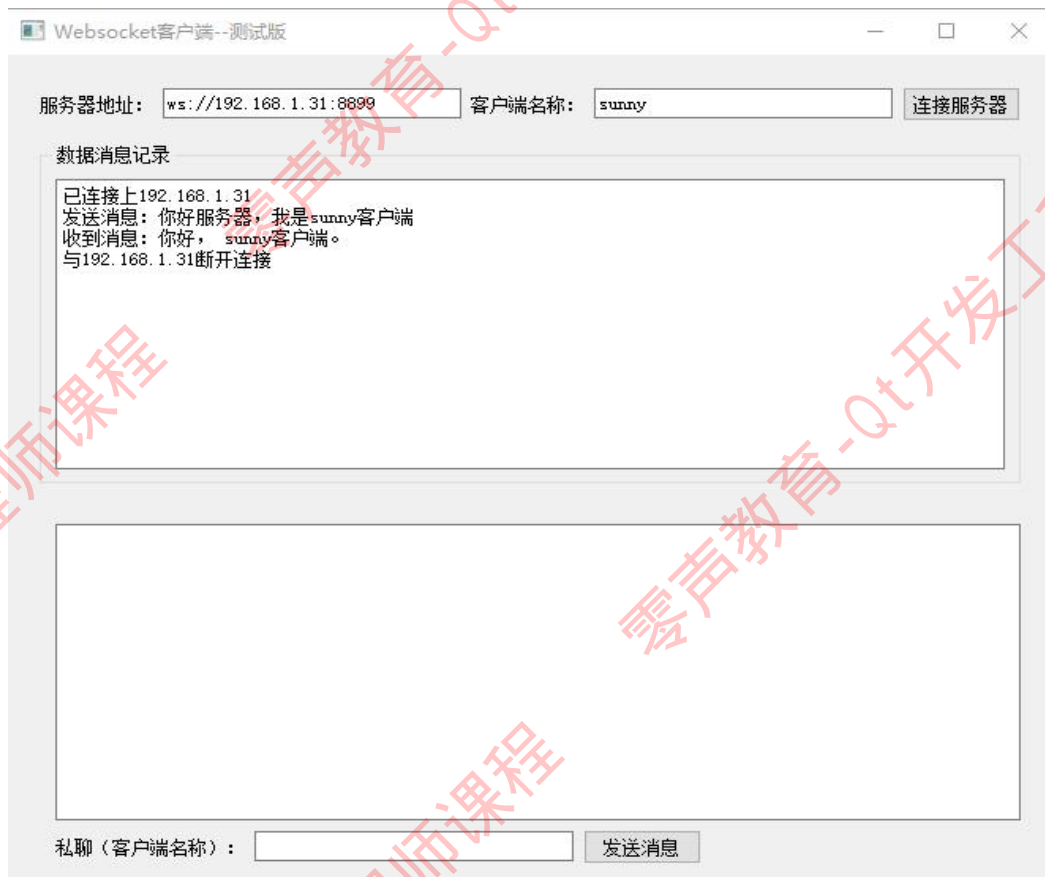 Websocket客户端--测试版
服务器地址： ws://192.168.1.31:8899 客户端名称： sunny 连接服务器
数据消息记录
已连接上192.168.1.31
发送消息：你好服务器，我是sunny客户端
收到消息：你好， sunny客户端。
与192.168.1.31断开连接
私聊（客户端名称）： 发送消息
零声教育-Qt
师课程
零声教育-Qt开发工
师课程